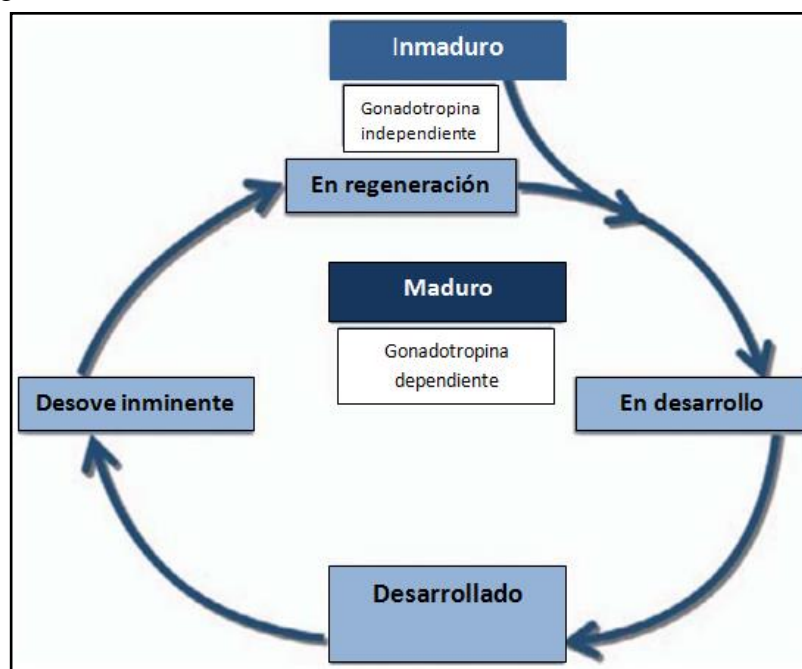 Inmaduro
Gonadotropina
independiente
En regeneración
Maduro
Gonadotropina
dependiente
Desove inminente
En desarrollo
Desarrollado